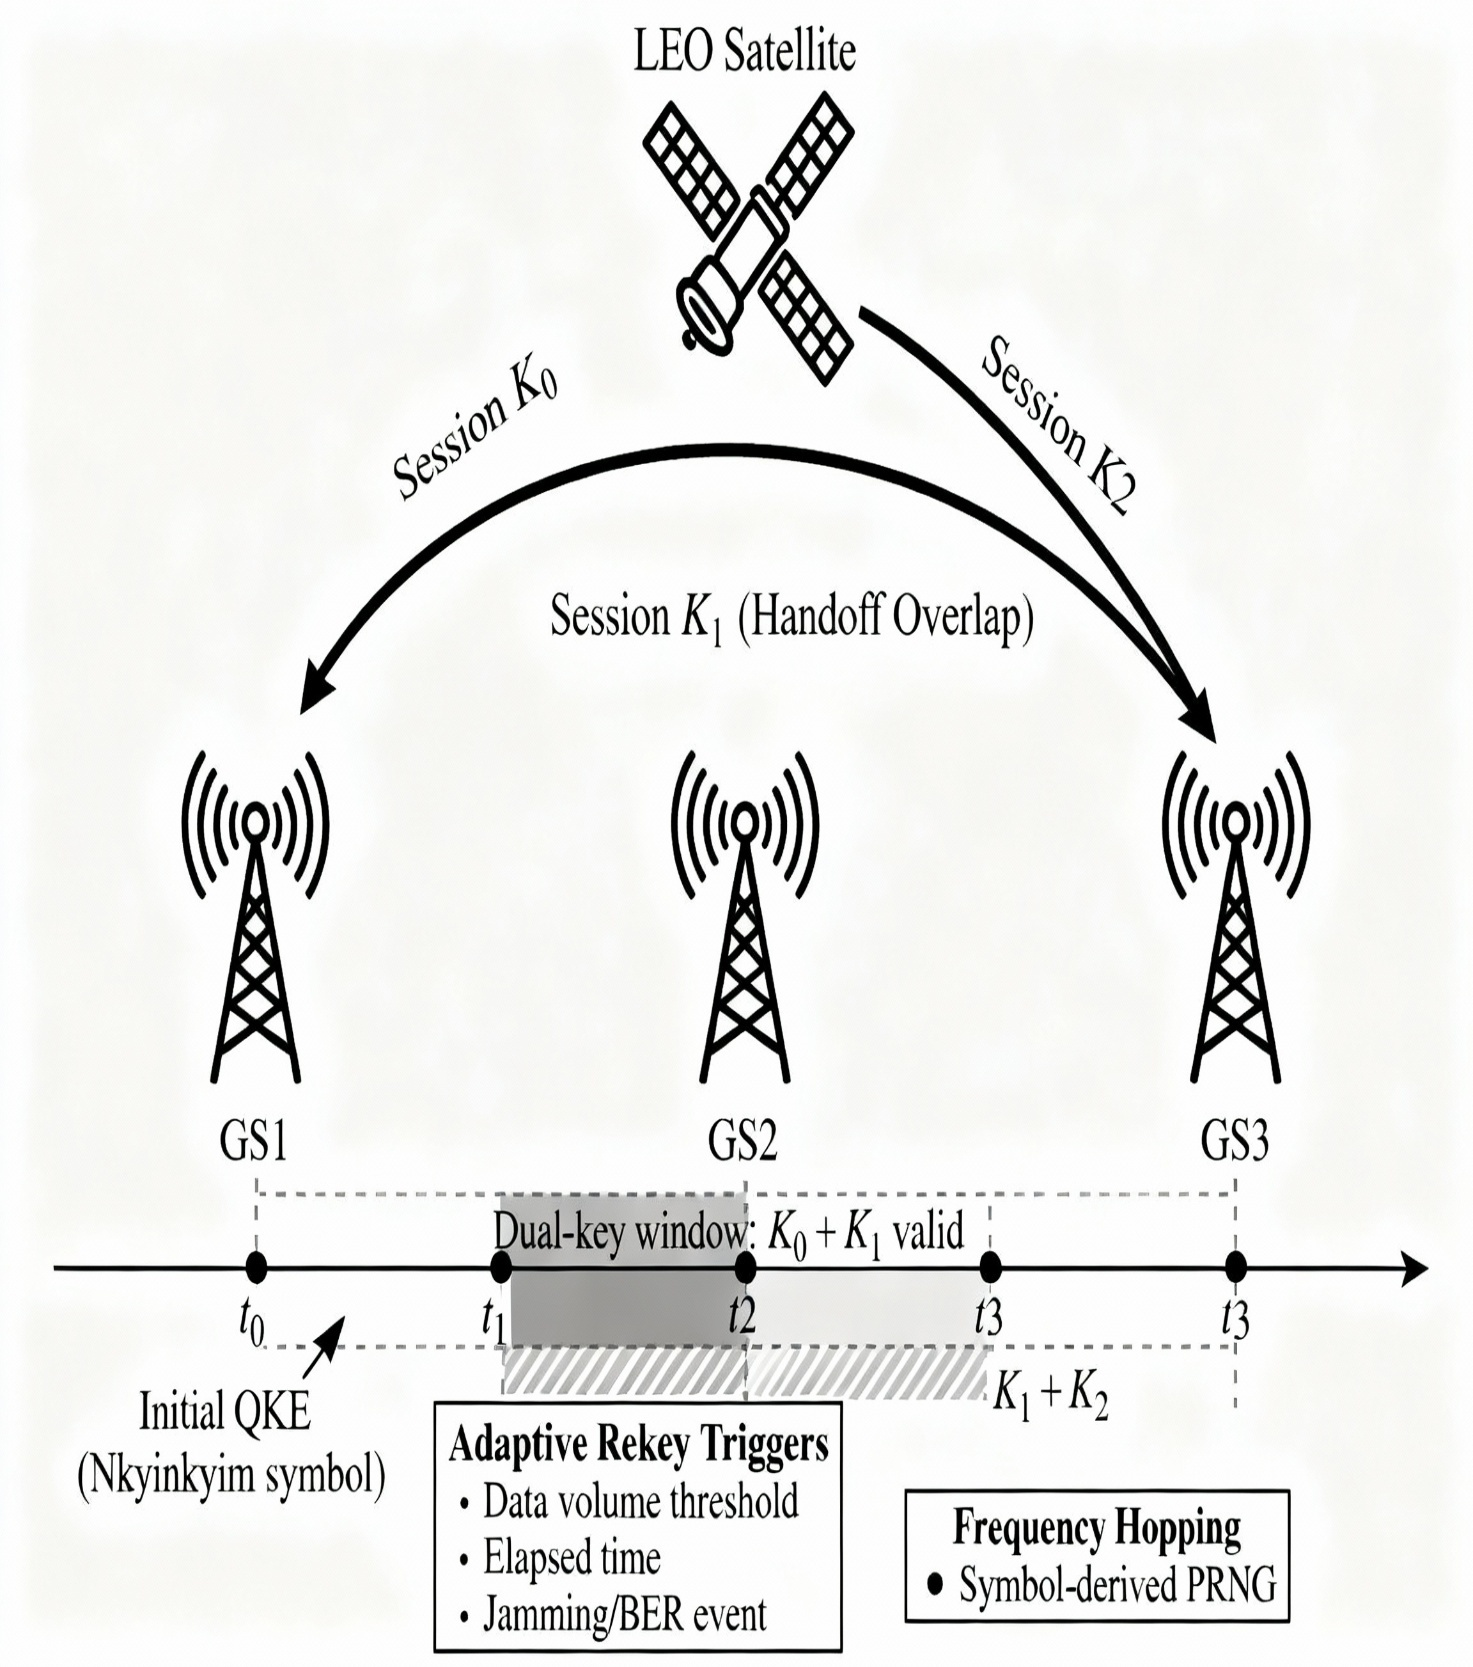 LEO Satellite
Session K₀
Session K2
Session K₁ (Handoff Overlap)
GS1
GS2
GS3
Dual-key window: K₀ + K₁ valid
t₀
t₁
t2
t3
t3
K₁ + K₂
Initial QKE
(Nkyinkyim symbol)
Adaptive Rekey Triggers
• Data volume threshold
• Elapsed time
• Jamming/BER event
Frequency Hopping
• Symbol-derived PRNG